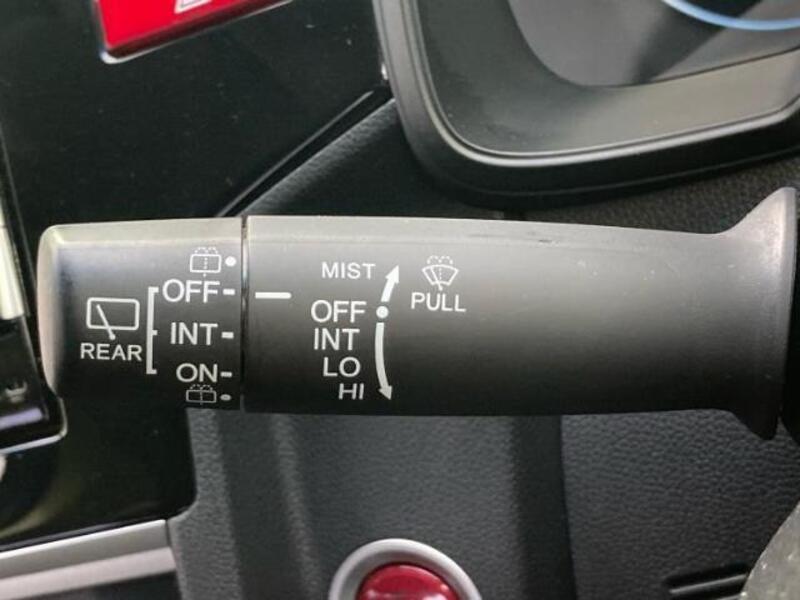 OFF
INT
ON
REAR
MIST
OFF
INT
LO
HI
PULL